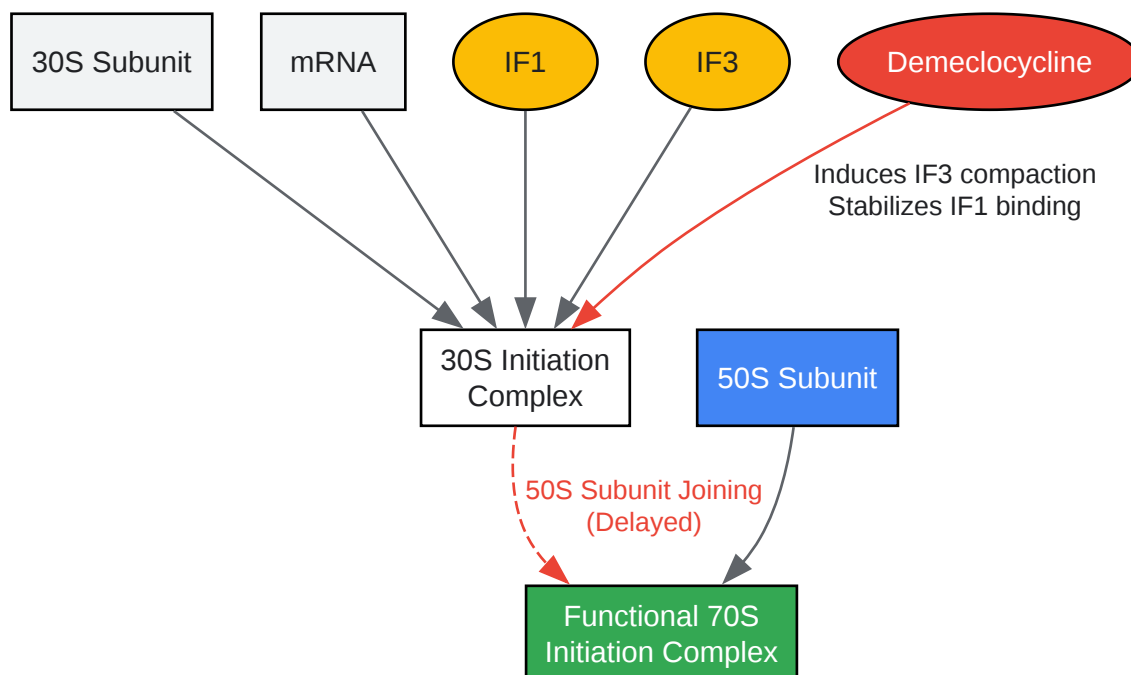 30S Subunit
mRNA
IF1
IF3
Demeclocycline
Induces IF3 compaction
Stabilizes IF1 binding
30S Initiation
Complex
50S Subunit
50S Subunit Joining
(Delayed)
Functional 70S
Initiation Complex